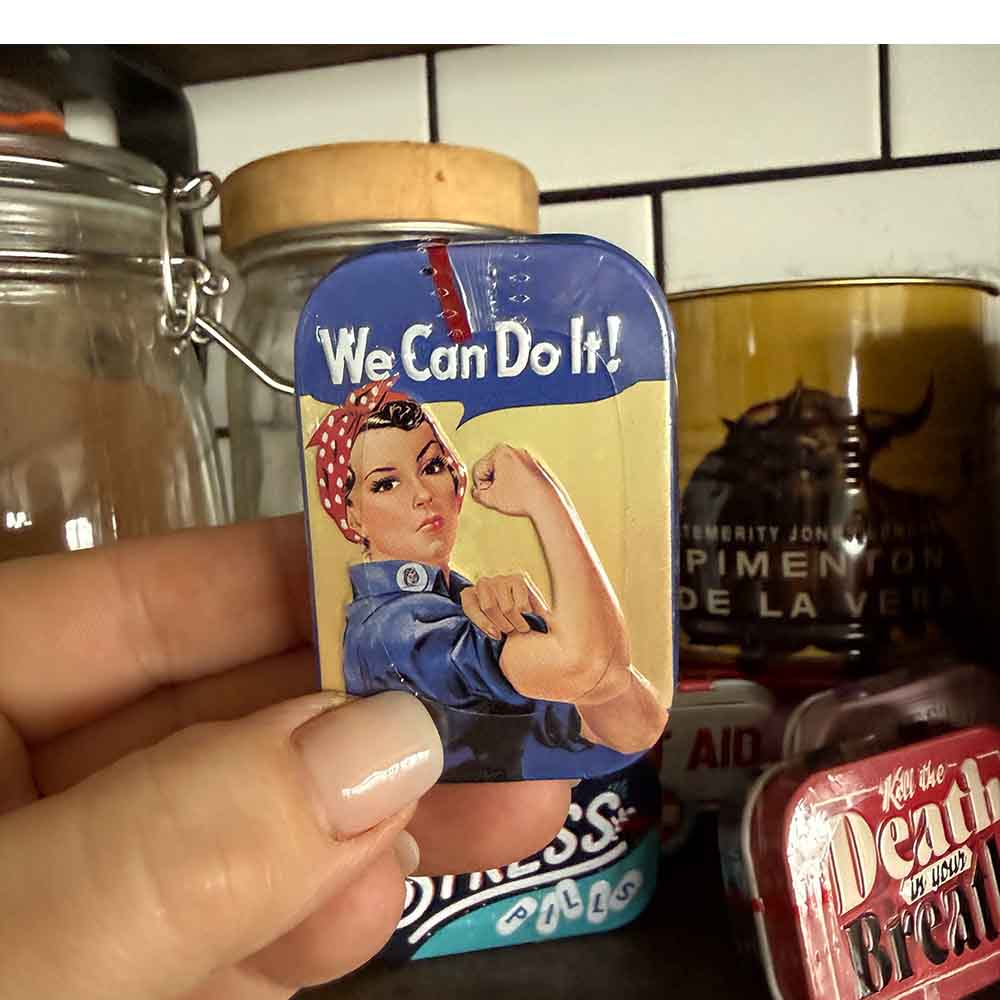 We Can Do It!
TEMERITY JONES
PIMENTON
DE LA VERA
AID
Kill the
Death
in your
Breath
STRESS
PILLS